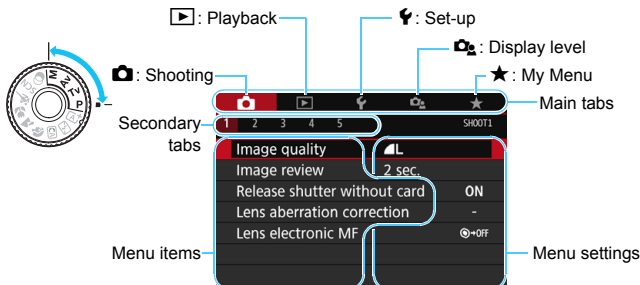 : Playback
: Set-up
: Display level
: Shooting
: My Menu
Main tabs
Secondary tabs
1 2 3 4 5 SHOOT1
Image quality L
Image review 2 sec.
Release shutter without card ON
Lens aberration correction -
Lens electronic MF OFF
Menu items
Menu settings
M
Av
Tv
P